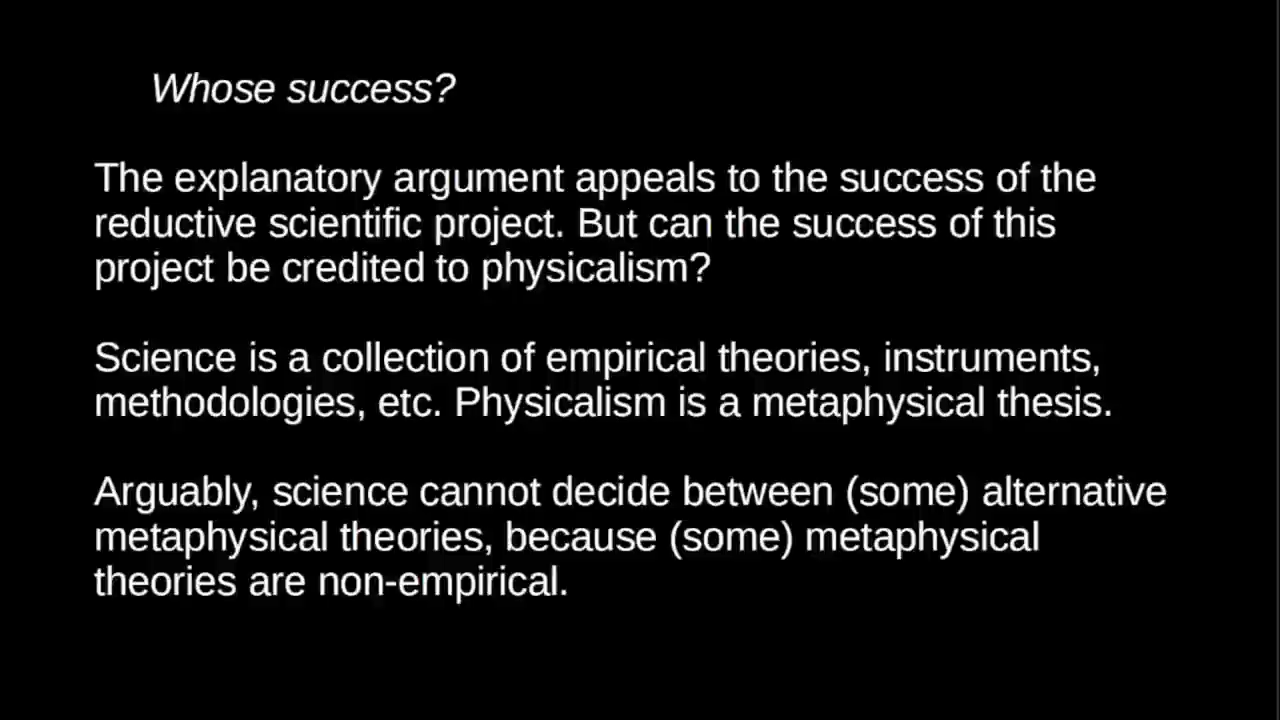 Whose success?
The explanatory argument appeals to the success of the
reductive scientific project. But can the success of this
project be credited to physicalism?
Science is a collection of empirical theories, instruments,
methodologies, etc. Physicalism is a metaphysical thesis.
Arguably, science cannot decide between (some) alternative
metaphysical theories, because (some) metaphysical
theories are non-empirical.